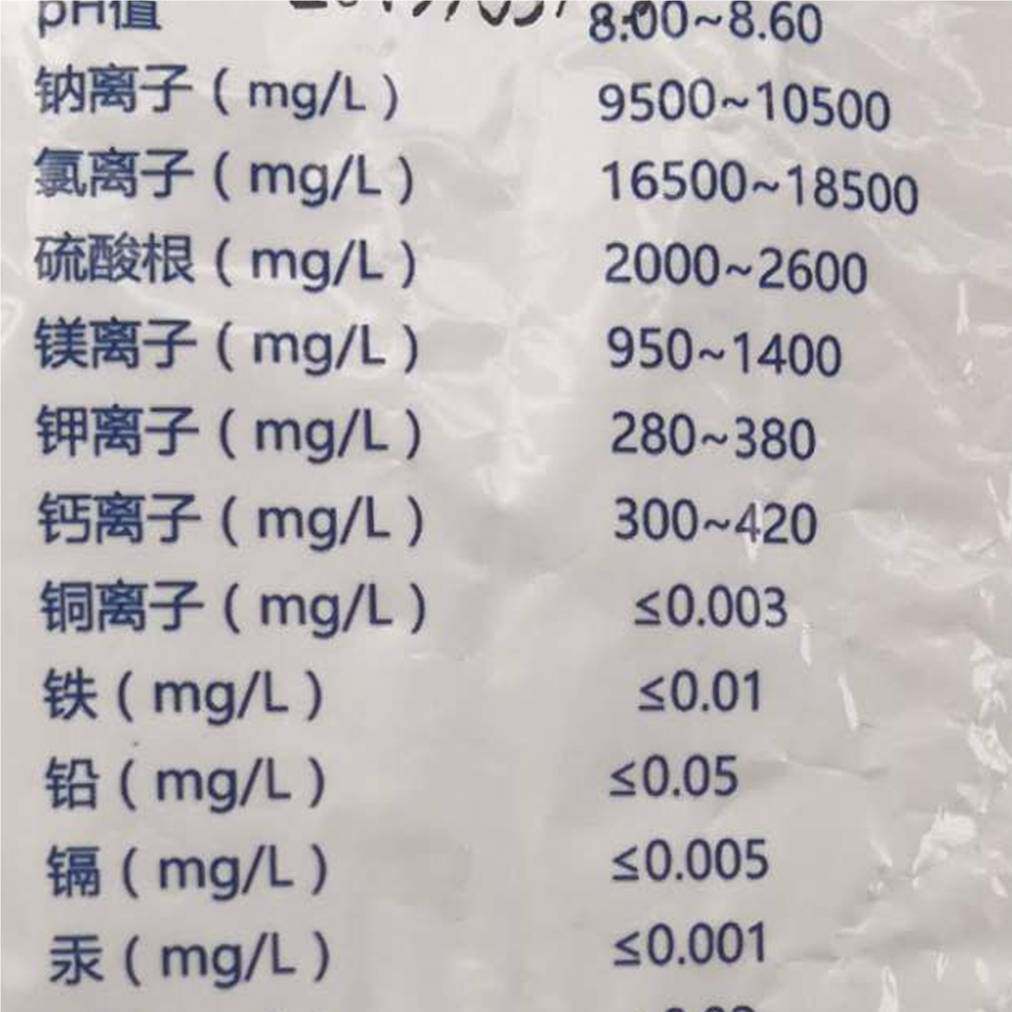 pH值 8.00~8.60
钠离子（mg/L） 9500~10500
氯离子（mg/L） 16500~18500
硫酸根（mg/L） 2000~2600
镁离子（mg/L） 950~1400
钾离子（mg/L） 280~380
钙离子（mg/L） 300~420
铜离子（mg/L） ≤0.003
铁（mg/L） ≤0.01
铅（mg/L） ≤0.05
镉（mg/L） ≤0.005
汞（mg/L） ≤0.001